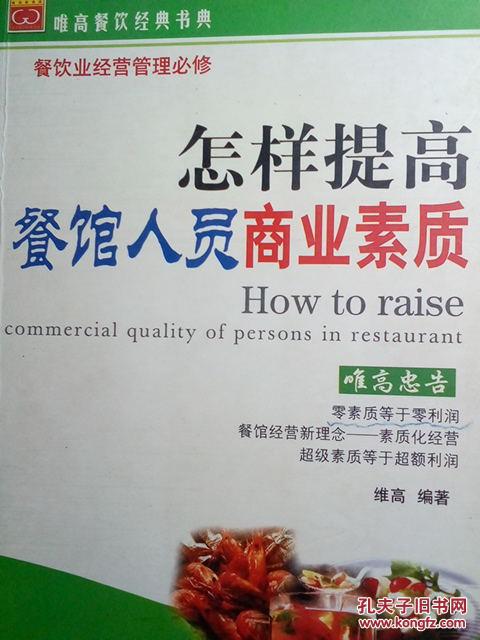 唯高餐饮经典书典
餐饮业经营管理必修
怎样提高
餐馆人员商业素质
How to raise
commercial quality of persons in restaurant
唯高忠告
零素质等于零利润
餐馆经营新理念——素质化经营
超级素质等于超额利润
维高 编著
孔夫子旧书网
www.kongfz.com